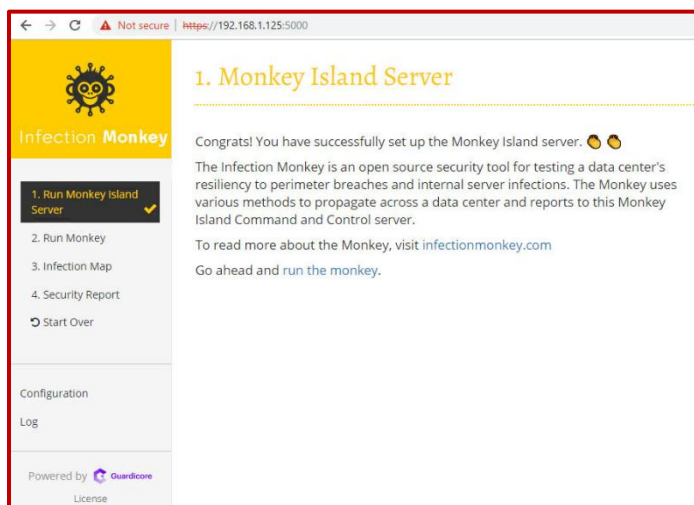 Not secure | https://192.168.1.125:5000
Infection Monkey
1. Run Monkey Island
Server
2. Run Monkey
3. Infection Map
4. Security Report
Start Over
Configuration
Log
Powered by Guardicore
License
1. Monkey Island Server
Congrats! You have successfully set up the Monkey Island server. 👏 👏
The Infection Monkey is an open source security tool for testing a data center's
resiliency to perimeter breaches and internal server infections. The Monkey uses
various methods to propagate across a data center and reports to this Monkey
Island Command and Control server.
To read more about the Monkey, visit infectionmonkey.com
Go ahead and run the monkey.